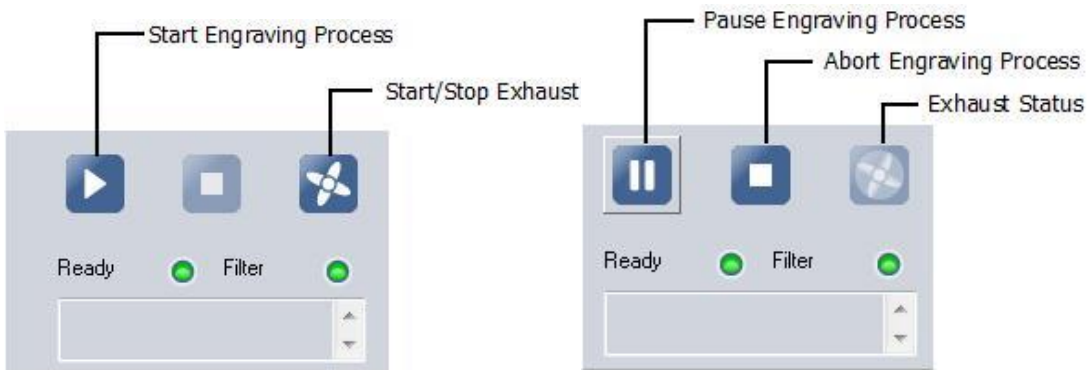 Start Engraving Process
Start/Stop Exhaust
Ready
Filter
Pause Engraving Process
Abort Engraving Process
Exhaust Status
Ready
Filter